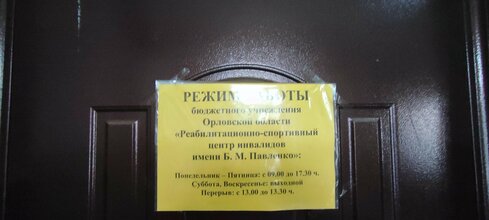 РЕЖИМ РАБОТЫ
бюджетного учреждения
Орловской области
«Реабилитационно-спортивный
центр инвалидов
имени Б. М. Павленко»:
Понедельник – Пятница: с 09.00 до 17.30 ч.
Суббота, Воскресенье: выходной
Перерыв: с 13.00 до 13.30 ч.